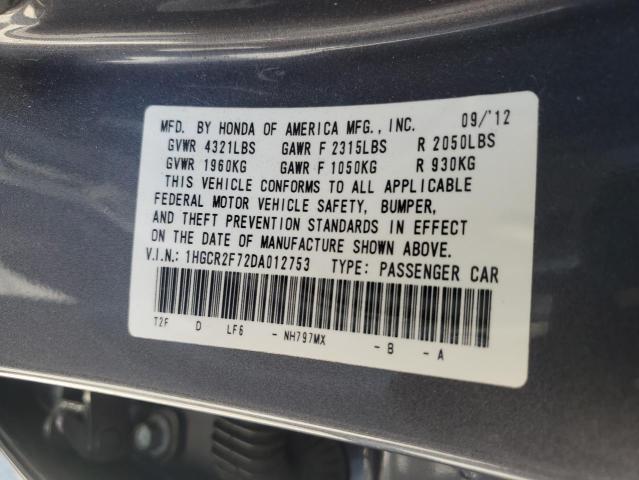 MFD. BY HONDA OF AMERICA MFG., INC. 09/'12
GVWR 4321LBS GAWR F 2315LBS R 2050LBS
GVWR 1960KG GAWR F 1050KG R 930KG
THIS VEHICLE CONFORMS TO ALL APPLICABLE
FEDERAL MOTOR VEHICLE SAFETY, BUMPER,
AND THEFT PREVENTION STANDARDS IN EFFECT
ON THE DATE OF MANUFACTURE SHOWN ABOVE.
V.I.N.: 1HGCR2F72DA012753 TYPE: PASSENGER CAR
T2F D LF6 - NH797MX - B - A